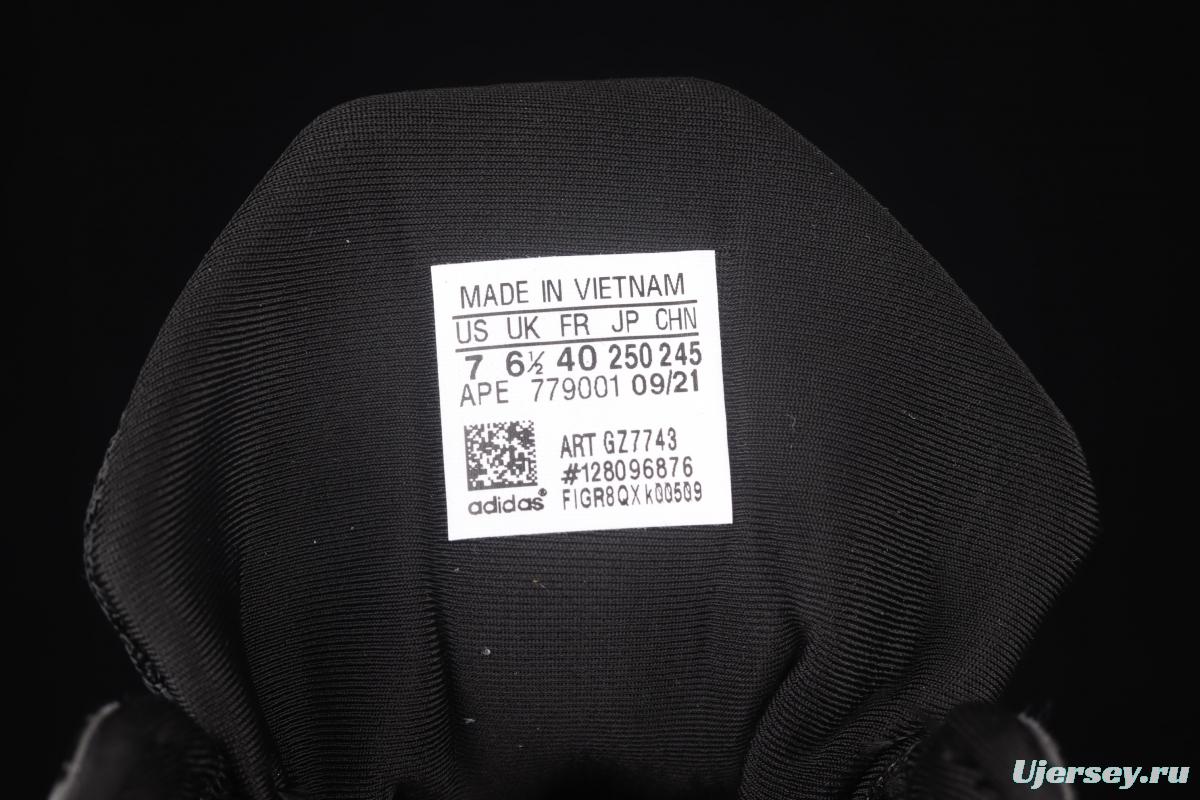 MADE IN VIETNAM
US UK FR JP CHN
7 6½ 40 250 245
APE 779001 09/21
ART GZ7743
#128096876
adidas® FIGR8QXk00509
Ujersey.ru